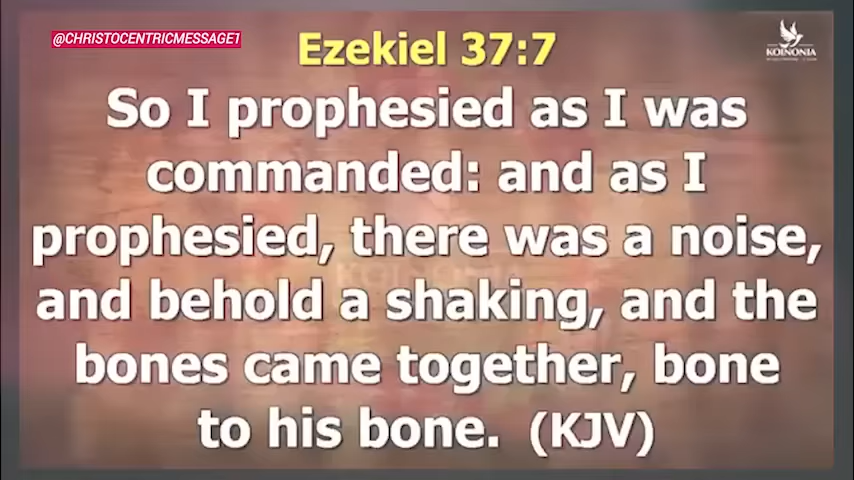 @CHRISTOCENTRICMESSAGE1
KOINONIA
Ezekiel 37:7
So I prophesied as I was
commanded: and as I
prophesied, there was a noise,
and behold a shaking, and the
bones came together, bone
to his bone. (KJV)